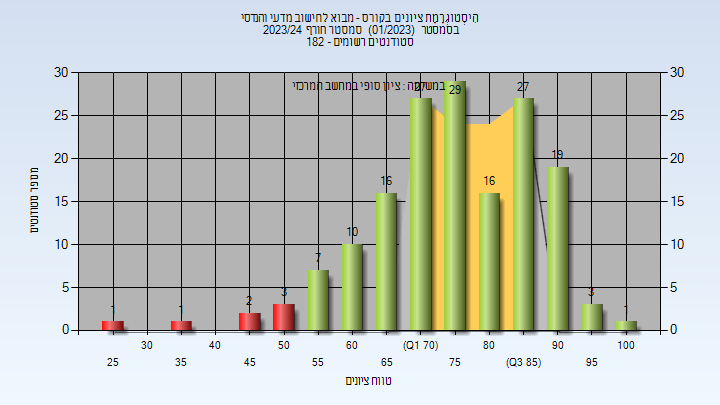 היסטוגרמת ציונים בקורס - מבוא לחישוב מדעי והנדסי
בסמסטר (01/2023) סמסטר חורף 2023/24
סטודנטים רשומים - 182
במשימה : ציון סופי במחשב המרכזי
30 30
25 25
20 20
15 15
10 10
5 5
0 0
מספר סטודנטים
1 1 2 3 7 10 16 27 29 16 27 19 3 1
30 40 50 60 (Q1 70) 80 90 100
25 35 45 55 65 75 (Q3 85) 95
טווח ציונים